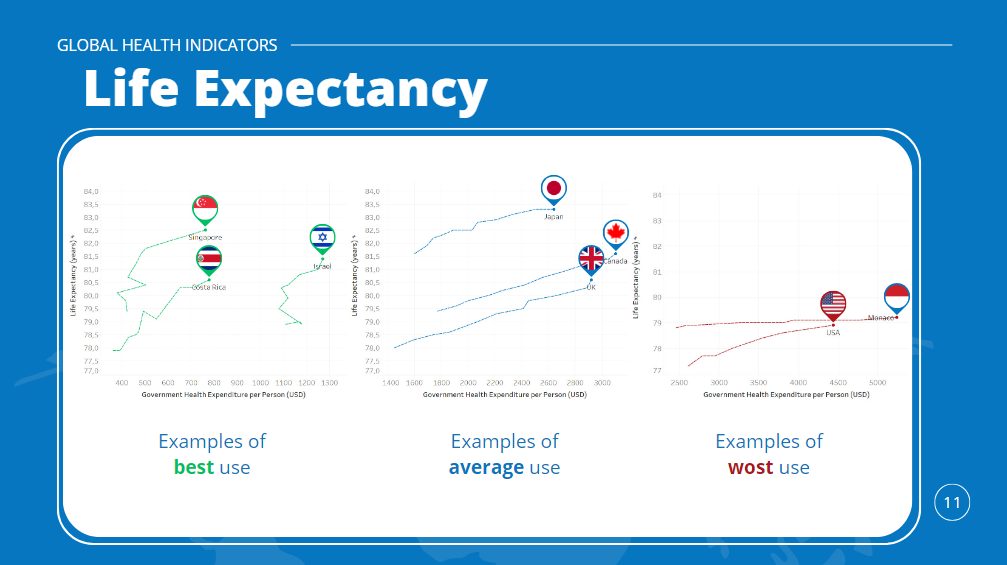 GLOBAL HEALTH INDICATORS
Life Expectancy
Life Expectancy (years) *
84,0
83,5
83,0
82,5
82,0
81,5
81,0
80,5
80,0
79,5
79,0
78,5
78,0
77,5
77,0
Singapore
Israel
Costa Rica
400 500 600 700 800 900 1000 1100 1200 1300
Government Health Expenditure per Person (USD)
Life Expectancy (years) *
84,0
83,5
83,0
82,5
82,0
81,5
81,0
80,5
80,0
79,5
79,0
78,5
78,0
77,5
77,0
Japan
Canada
UK
1400 1600 1800 2000 2200 2400 2600 2800 3000
Government Health Expenditure per Person (USD)
Life Expectancy (years) *
84
83
82
81
80
79
78
77
Monaco
USA
2500 3000 3500 4000 4500 5000
Government Health Expenditure per Person (USD)
Examples of
best use
Examples of
average use
Examples of
wost use
11